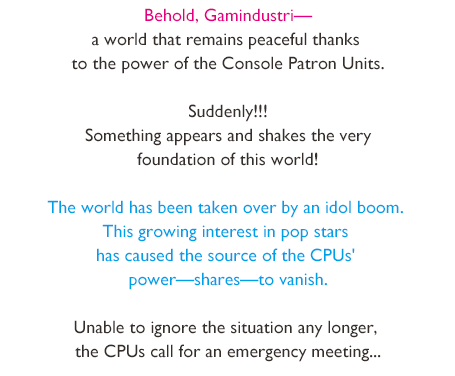 Behold, Gamindustri—
a world that remains peaceful thanks
to the power of the Console Patron Units.
Suddenly!!!
Something appears and shakes the very
foundation of this world!
The world has been taken over by an idol boom.
This growing interest in pop stars
has caused the source of the CPUs'
power—shares—to vanish.
Unable to ignore the situation any longer,
the CPUs call for an emergency meeting...